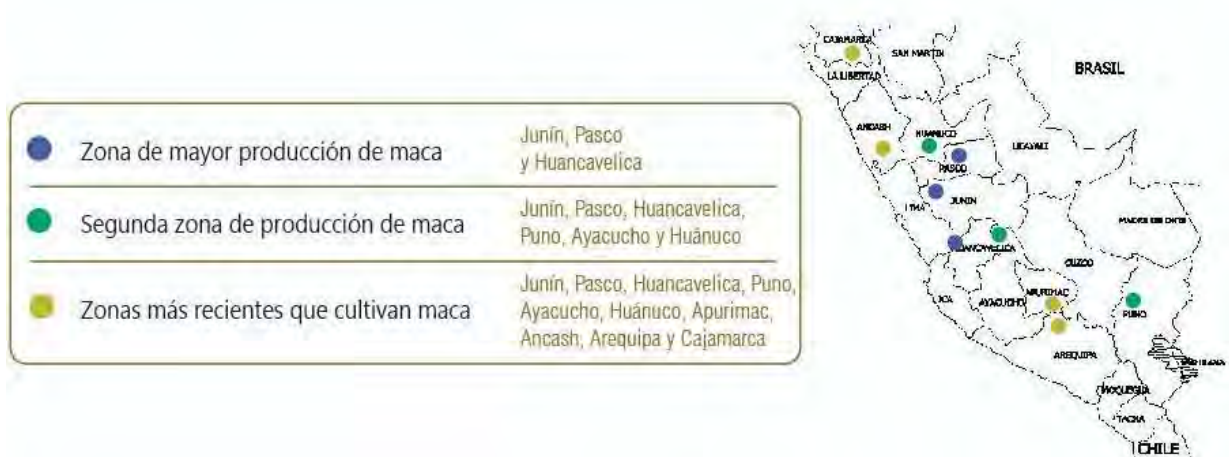 Zona de mayor producción de maca
Junín, Pasco
y Huancavelica
Segunda zona de producción de maca
Junín, Pasco, Huancavelica,
Puno, Ayacucho y Huánuco
Zonas más recientes que cultivan maca
Junín, Pasco, Huancavelica, Puno,
Ayacucho, Huánuco, Apurimac,
Ancash, Arequipa y Cajamarca
CAJAMARCA
SAN MARTIN
LA LIBERTAD
BRASIL
ANCASH
HUANUCO
UCAYALI
PASCO
JUNIN
LIMA
MADRE DE DIOS
HUANCAVELICA
CUZCO
ICA
AYACUCHO
APURIMAC
PUNO
AREQUIPA
MOQUEGUA
TACNA
CHILE